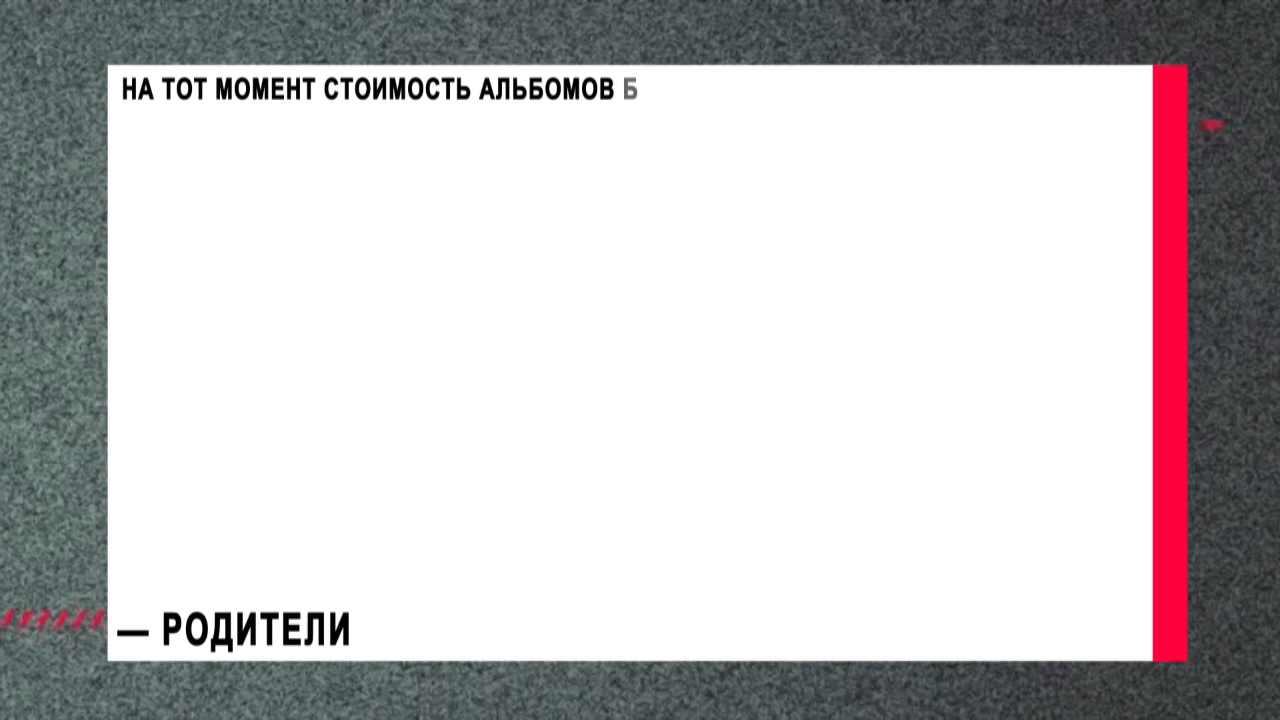 НА ТОТ МОМЕНТ СТОИМОСТЬ АЛЬБОМОВ Б
— РОДИТЕЛИ